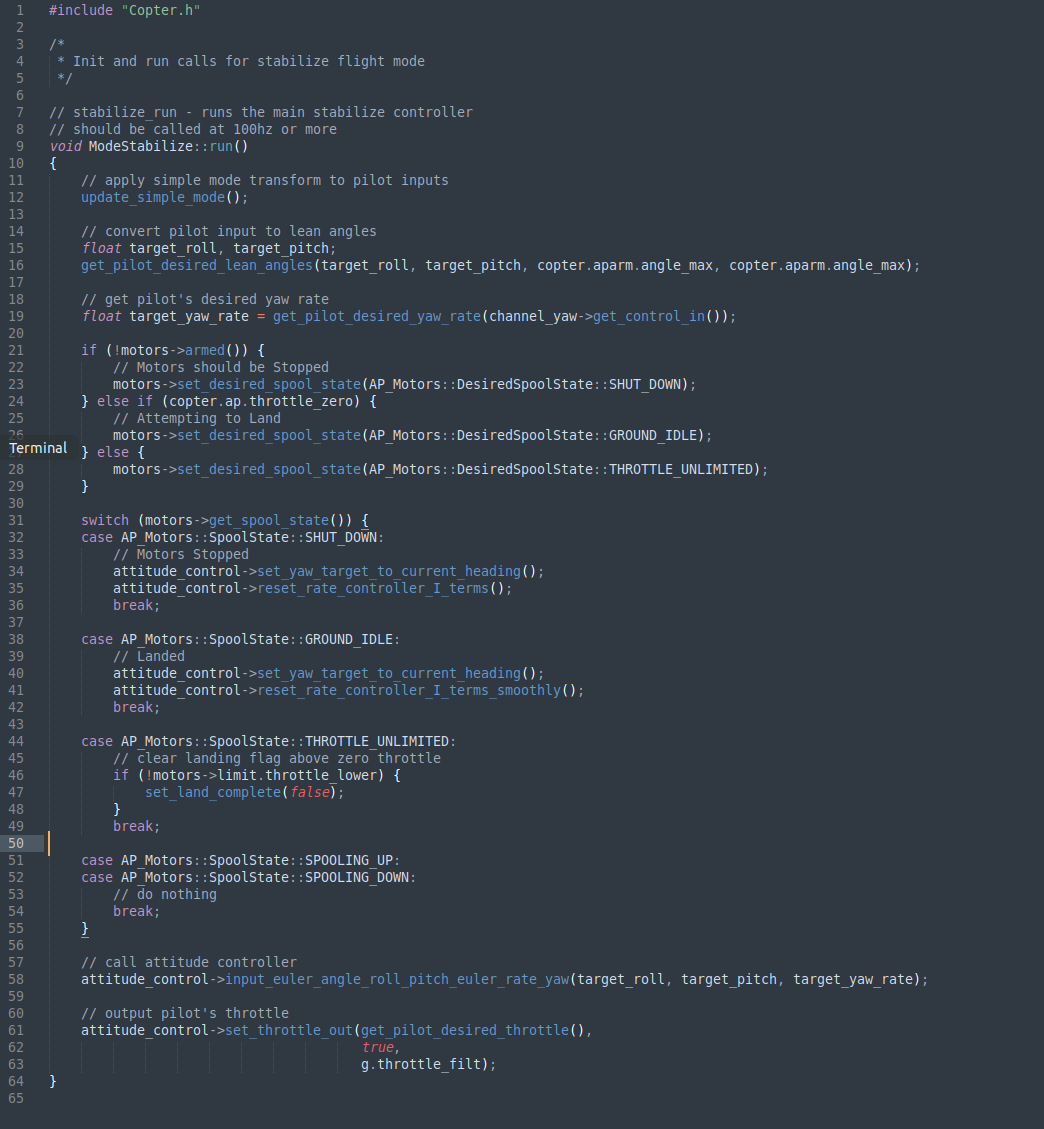 1 #include "Copter.h"
2
3 /*
4  * Init and run calls for stabilize flight mode
5  */
6
7 // stabilize_run - runs the main stabilize controller
8 // should be called at 100hz or more
9 void ModeStabilize::run()
10 {
11     // apply simple mode transform to pilot inputs
12     update_simple_mode();
13
14     // convert pilot input to lean angles
15     float target_roll, target_pitch;
16     get_pilot_desired_lean_angles(target_roll, target_pitch, copter.aparm.angle_max, copter.aparm.angle_max);
17
18     // get pilot's desired yaw rate
19     float target_yaw_rate = get_pilot_desired_yaw_rate(channel_yaw->get_control_in());
20
21     if (!motors->armed()) {
22         // Motors should be Stopped
23         motors->set_desired_spool_state(AP_Motors::DesiredSpoolState::SHUT_DOWN);
24     } else if (copter.ap.throttle_zero) {
25         // Attempting to Land
26         motors->set_desired_spool_state(AP_Motors::DesiredSpoolState::GROUND_IDLE);
Terminal
    } else {
28         motors->set_desired_spool_state(AP_Motors::DesiredSpoolState::THROTTLE_UNLIMITED);
29     }
30
31     switch (motors->get_spool_state()) {
32     case AP_Motors::SpoolState::SHUT_DOWN:
33         // Motors Stopped
34         attitude_control->set_yaw_target_to_current_heading();
35         attitude_control->reset_rate_controller_I_terms();
36         break;
37
38     case AP_Motors::SpoolState::GROUND_IDLE:
39         // Landed
40         attitude_control->set_yaw_target_to_current_heading();
41         attitude_control->reset_rate_controller_I_terms_smoothly();
42         break;
43
44     case AP_Motors::SpoolState::THROTTLE_UNLIMITED:
45         // clear landing flag above zero throttle
46         if (!motors->limit.throttle_lower) {
47             set_land_complete(false);
48         }
49         break;
50
51     case AP_Motors::SpoolState::SPOOLING_UP:
52     case AP_Motors::SpoolState::SPOOLING_DOWN:
53         // do nothing
54         break;
55     }
56
57     // call attitude controller
58     attitude_control->input_euler_angle_roll_pitch_euler_rate_yaw(target_roll, target_pitch, target_yaw_rate);
59
60     // output pilot's throttle
61     attitude_control->set_throttle_out(get_pilot_desired_throttle(),
62                                        true,
63                                        g.throttle_filt);
64 }
65